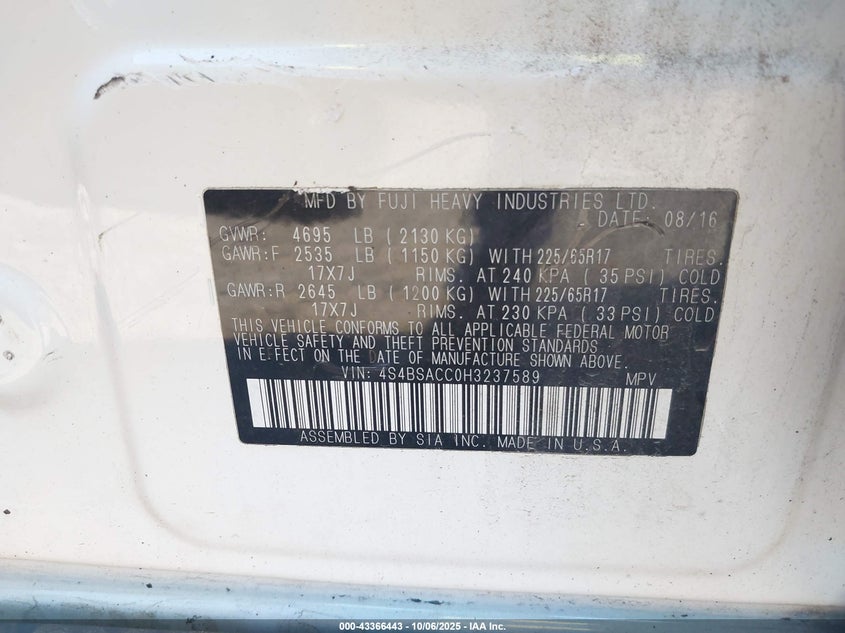 MFD BY FUJI HEAVY INDUSTRIES LTD.
DATE: 08/16
GVWR: 4695 LB ( 2130 KG)
GAWR:F 2535 LB ( 1150 KG) WITH 225/65R17 TIRES.
17X7J RIMS. AT 240 KPA ( 35 PSI) COLD
GAWR:R 2645 LB ( 1200 KG) WITH 225/65R17 TIRES.
17X7J RIMS. AT 230 KPA ( 33 PSI) COLD
THIS VEHICLE CONFORMS TO ALL APPLICABLE FEDERAL MOTOR
VEHICLE SAFETY AND THEFT PREVENTION STANDARDS
IN EFFECT ON THE DATE OF MANUFACTURE SHOWN ABOVE.
VIN: 4S4BSACC0H3237589 MPV
ASSEMBLED BY SIA INC. MADE IN U.S.A.
000-43366443 - 10/06/2025 - IAA Inc.